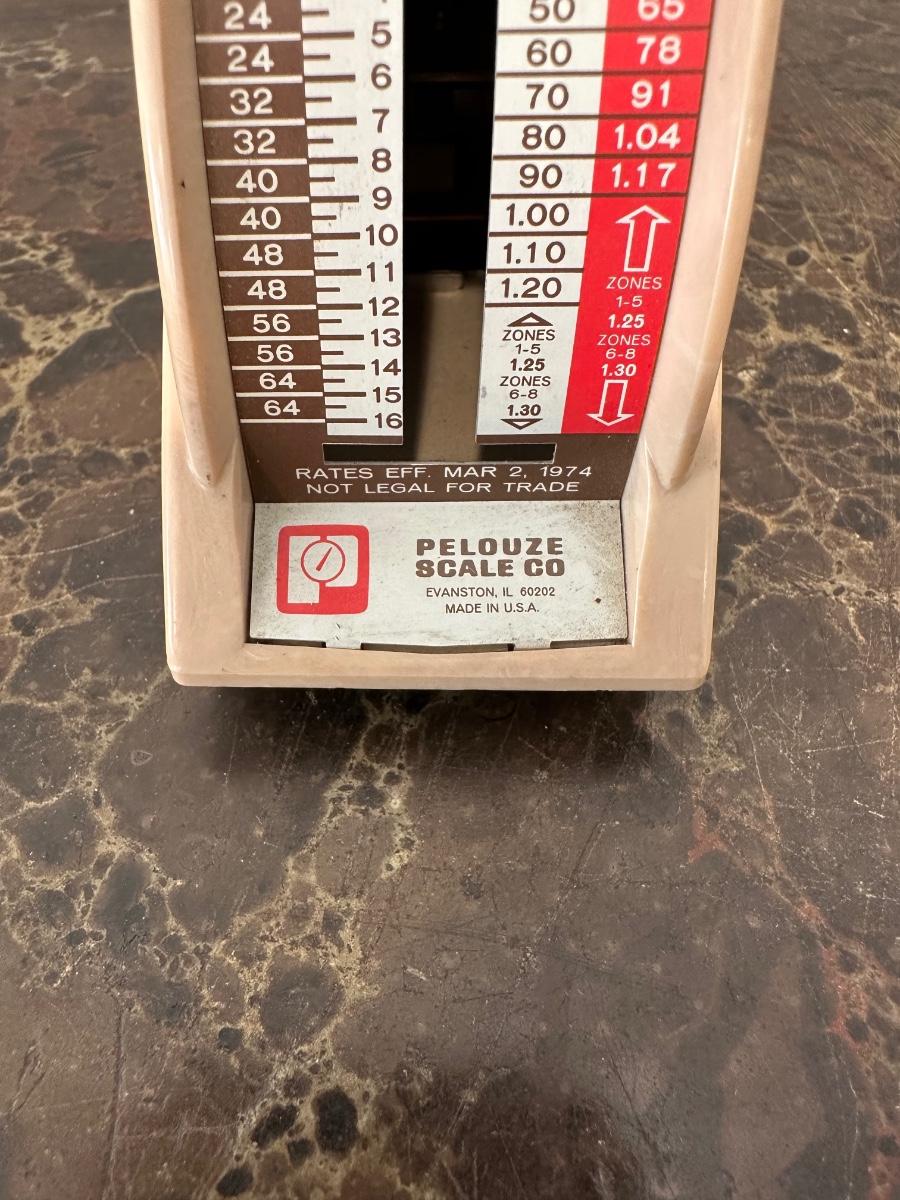 24 5 50 65
24 6 60 78
32 7 70 91
32 8 80 1.04
40 9 90 1.17
40 10 1.00
48 11 1.10
48 12 1.20
56 13
56 14
64 15
64 16
ZONES
1-5
1.25
ZONES
6-8
1.30
ZONES
1-5
1.25
ZONES
6-8
1.30
RATES EFF. MAR 2, 1974
NOT LEGAL FOR TRADE
PELOUZE
SCALE CO
EVANSTON, IL 60202
MADE IN U.S.A.